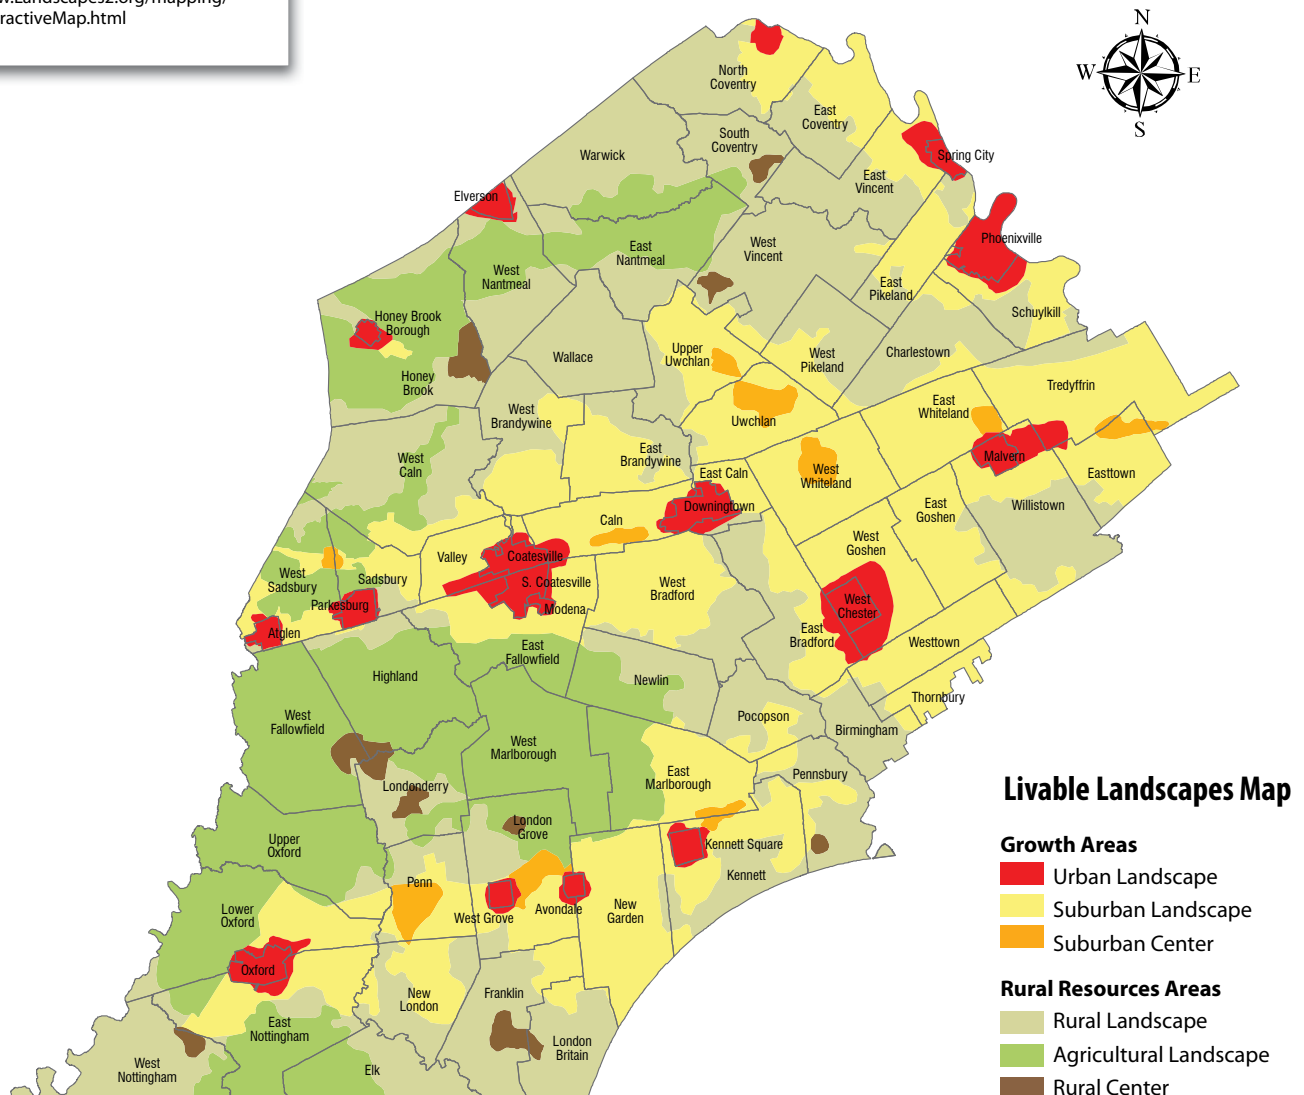 ractiveMap.html
N
W
E
S
North
Coventry
East
Coventry
South
Coventry
Warwick
Spring City
East
Vincent
Elverson
Phoenixville
West
Vincent
East
Nantmeal
West
Nantmeal
East
Pikeland
Schuylkill
Honey Brook
Borough
Upper
Uwchlan
West
Pikeland
Charlestown
Wallace
Honey
Brook
Tredyffrin
East
Whiteland
West
Brandywine
Uwchlan
East
Brandywine
Malvern
West
Caln
East Caln
West
Whiteland
Easttown
Downingtown
Willistown
East
Goshen
Caln
West
Goshen
Valley
Coatesville
West
Sadsbury
Sadsbury
S. Coatesville
West
Bradford
Parkesburg
Modena
West
Chester
Atglen
East
Bradford
Westtown
East
Fallowfield
Highland
Newlin
Thornbury
West
Fallowfield
Pocopson
Birmingham
West
Marlborough
East
Marlborough
Pennsbury
Londonderry
Livable Landscapes Map
London
Grove
Upper
Oxford
Kennett Square
Growth Areas
Urban Landscape
Kennett
Penn
Lower
Oxford
West Grove
Avondale
New
Garden
Suburban Landscape
Suburban Center
Oxford
Rural Resources Areas
New
London
Franklin
Rural Landscape
East
Nottingham
London
Britain
Agricultural Landscape
West
Nottingham
Elk
Rural Center